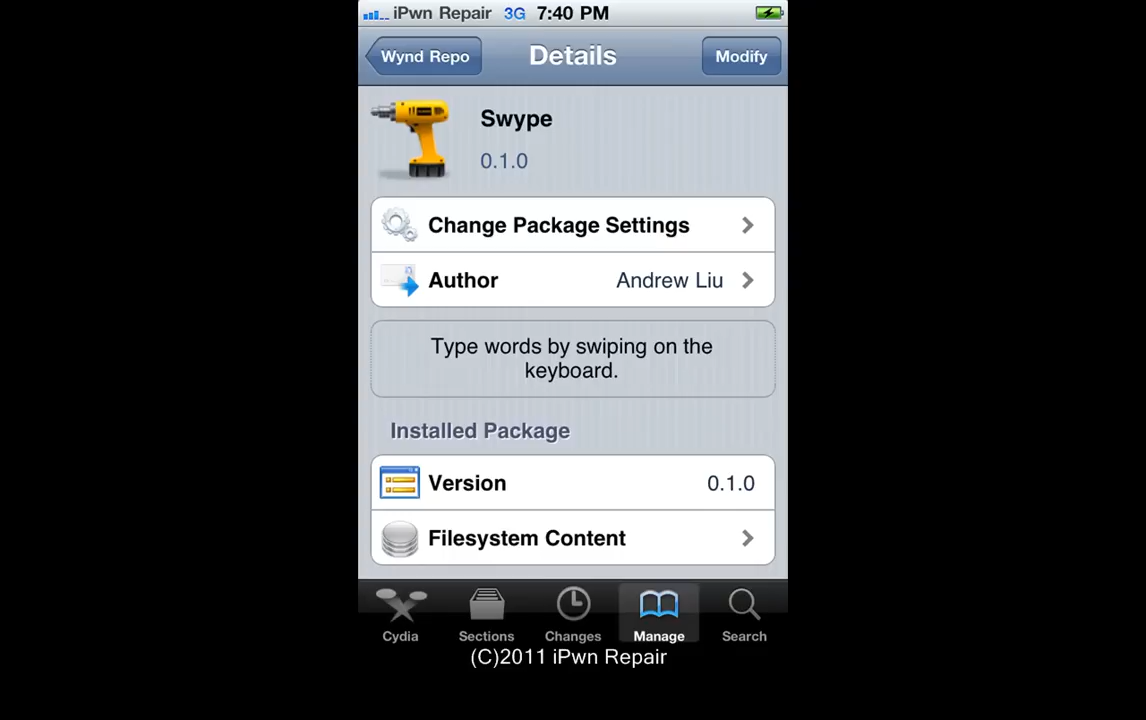 iPwn Repair 3G 7:40 PM
Wynd Repo Details Modify
Swype
0.1.0
Change Package Settings
Author Andrew Liu
Type words by swiping on the
keyboard.
Installed Package
Version 0.1.0
Filesystem Content
Cydia Sections Changes Manage Search
(C)2011 iPwn Repair